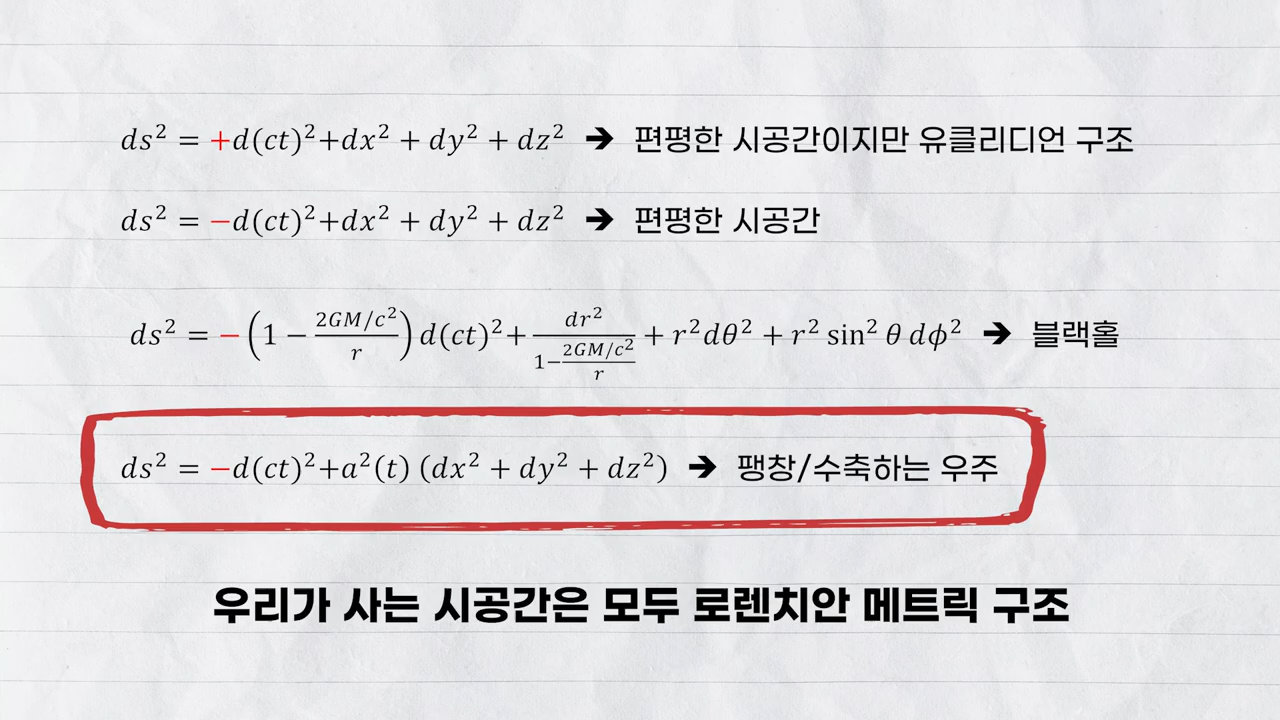 ds² = +d(ct)²+dx² + dy² + dz² ➔ 편평한 시공간이지만 유클리디언 구조
ds² = −d(ct)²+dx² + dy² + dz² ➔ 편평한 시공간
ds² = −(1 − \frac{2GM/c²}{r}) d(ct)²+\frac{dr²}{1−\frac{2GM/c²}{r}} + r²dθ² + r² sin² θ dϕ² ➔ 블랙홀
ds² = −d(ct)²+a²(t) (dx² + dy² + dz²) ➔ 팽창/수축하는 우주
우리가 사는 시공간은 모두 로렌치안 메트릭 구조